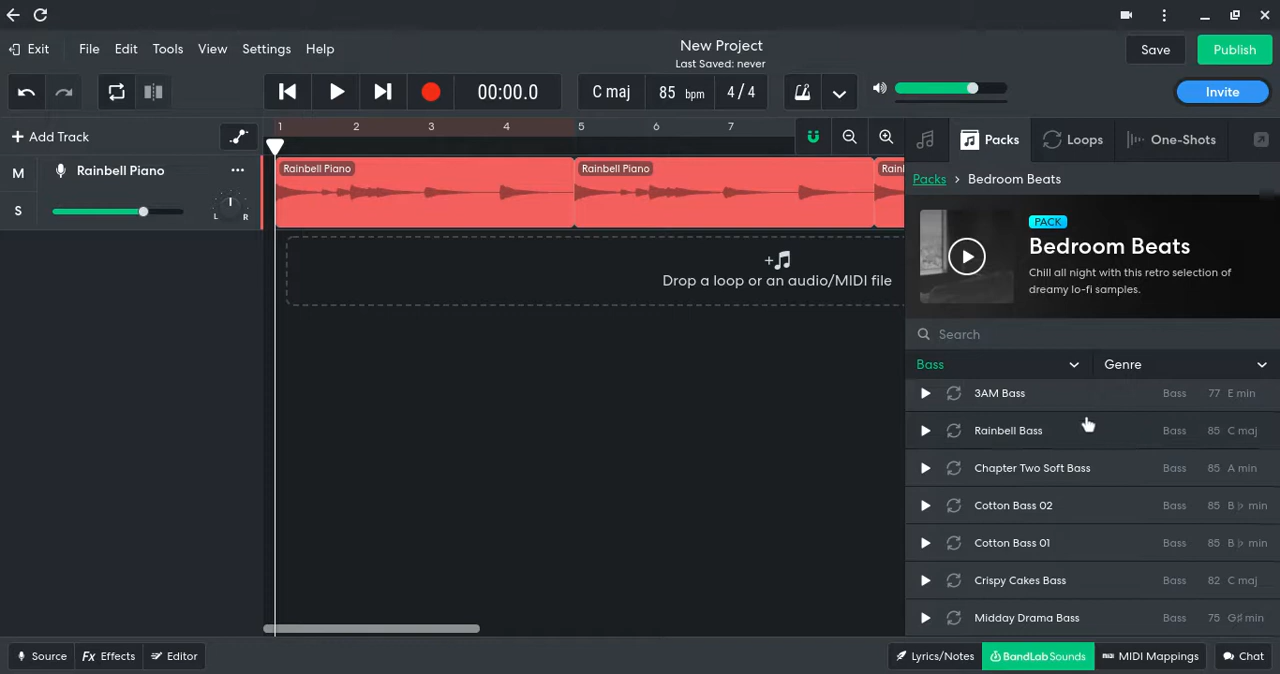 Exit File Edit Tools View Settings Help
New Project
Last Saved: never
Save Publish
00:00.0 C maj 85 bpm 4 / 4
Invite
Add Track
1 2 3 4 5 6 7
Packs Loops One-Shots
M Rainbell Piano
S L R
Rainbell Piano Rainbell Piano Rain
Drop a loop or an audio/MIDI file
Packs > Bedroom Beats
PACK
Bedroom Beats
Chill all night with this retro selection of
dreamy lo-fi samples.
Search
Bass Genre
3AM Bass Bass 77 E min
Rainbell Bass Bass 85 C maj
Chapter Two Soft Bass Bass 85 A min
Cotton Bass 02 Bass 85 B♭ min
Cotton Bass 01 Bass 85 B♭ min
Crispy Cakes Bass Bass 82 C maj
Midday Drama Bass Bass 75 G♯ min
Source Fx Effects Editor
Lyrics/Notes BandLab Sounds MIDI Mappings Chat